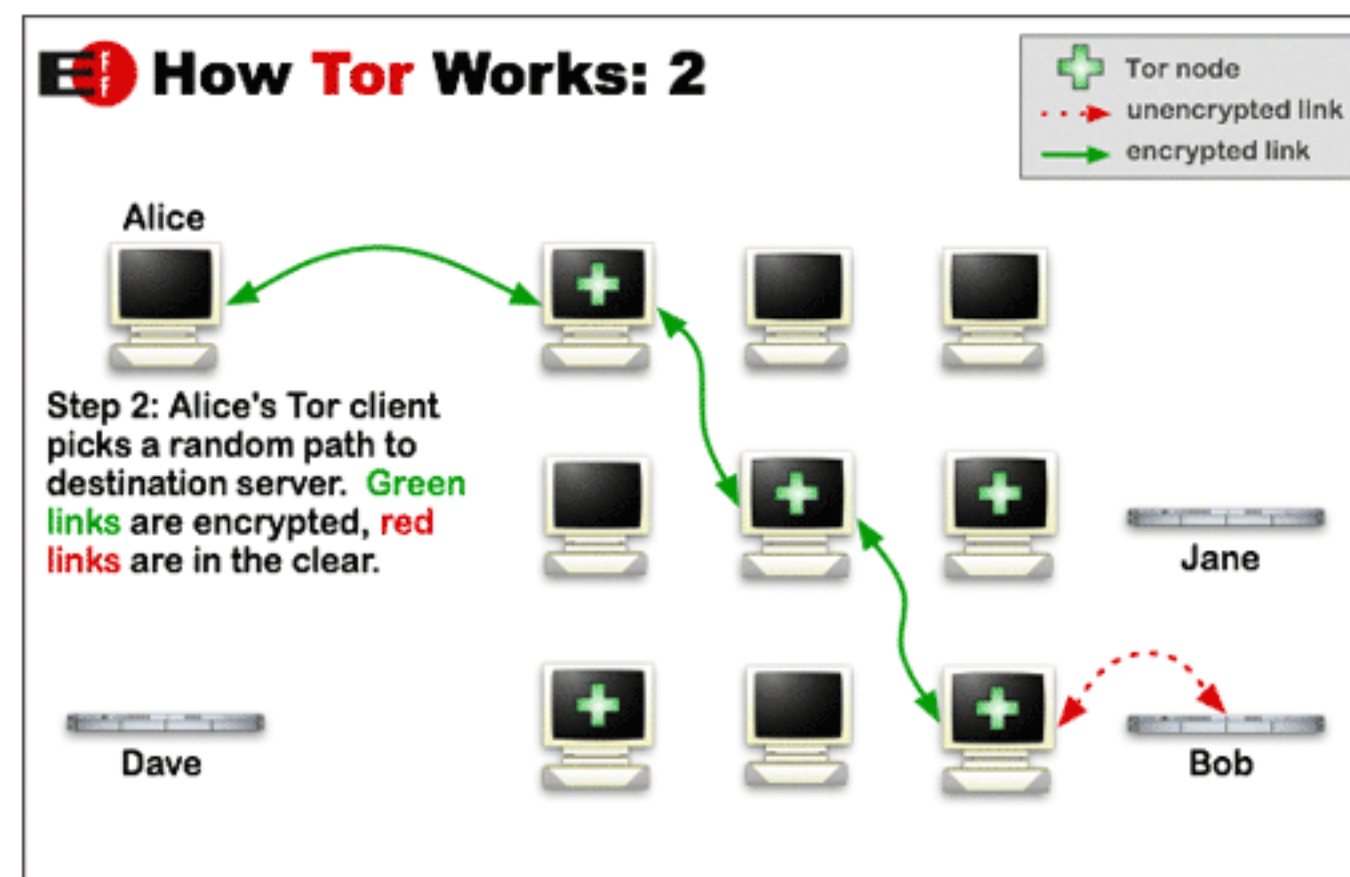 EFF How Tor Works: 2
Tor node
unencrypted link
encrypted link
Alice
Step 2: Alice's Tor client
picks a random path to
destination server. Green
links are encrypted, red
links are in the clear.
Jane
Dave
Bob